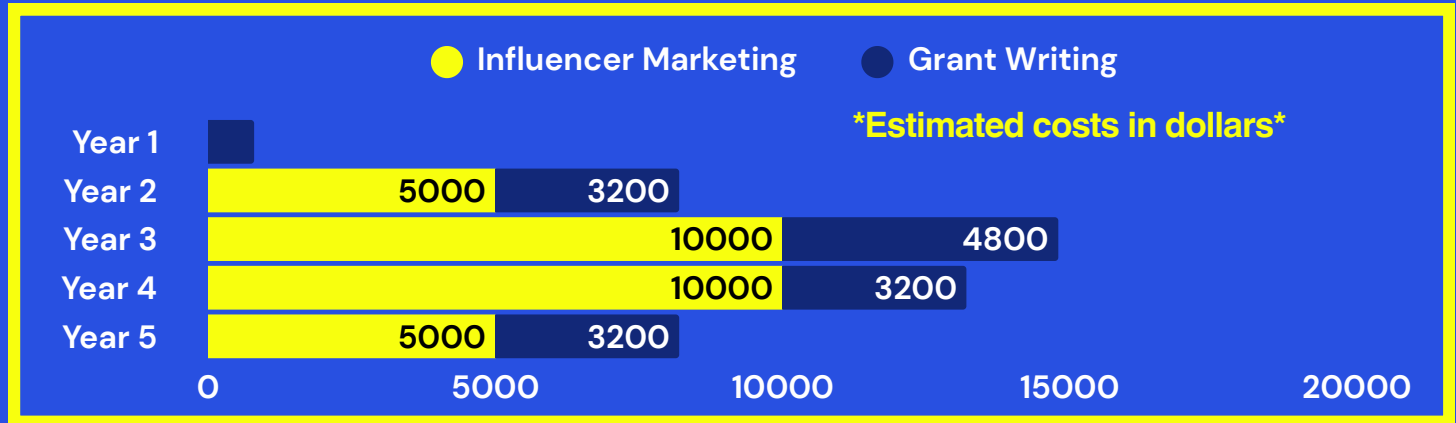 Influencer Marketing Grant Writing
*Estimated costs in dollars*
Year 1
Year 2 5000 3200
Year 3 10000 4800
Year 4 10000 3200
Year 5 5000 3200
0 5000 10000 15000 20000